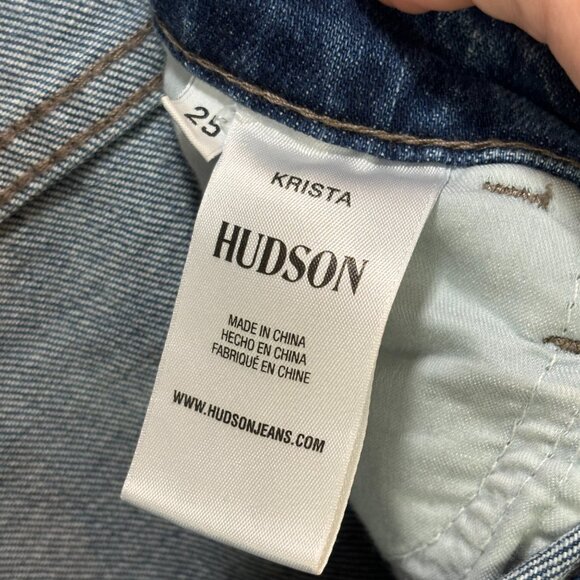 25
KRISTA
HUDSON
MADE IN CHINA
HECHO EN CHINA
FABRIQUÉ EN CHINE
WWW.HUDSONJEANS.COM